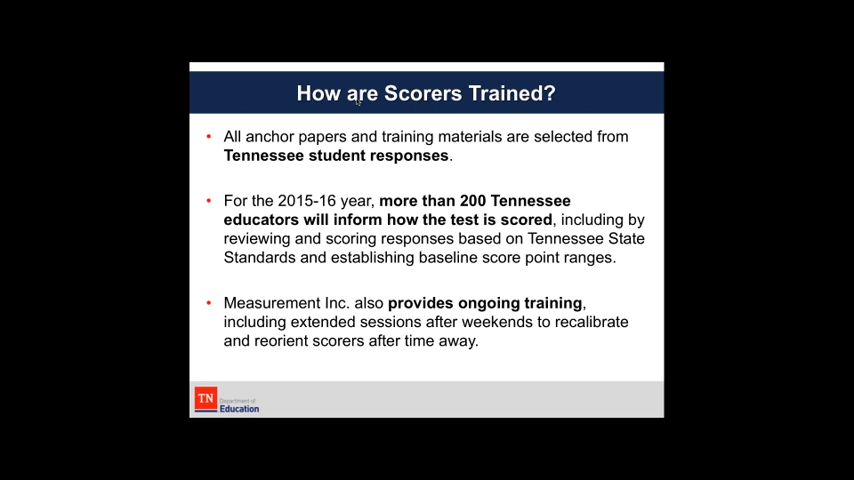 How are Scorers Trained?
• All anchor papers and training materials are selected from
Tennessee student responses.
• For the 2015-16 year, more than 200 Tennessee
educators will inform how the test is scored, including by
reviewing and scoring responses based on Tennessee State
Standards and establishing baseline score point ranges.
• Measurement Inc. also provides ongoing training,
including extended sessions after weekends to recalibrate
and reorient scorers after time away.
TN
Department of
Education